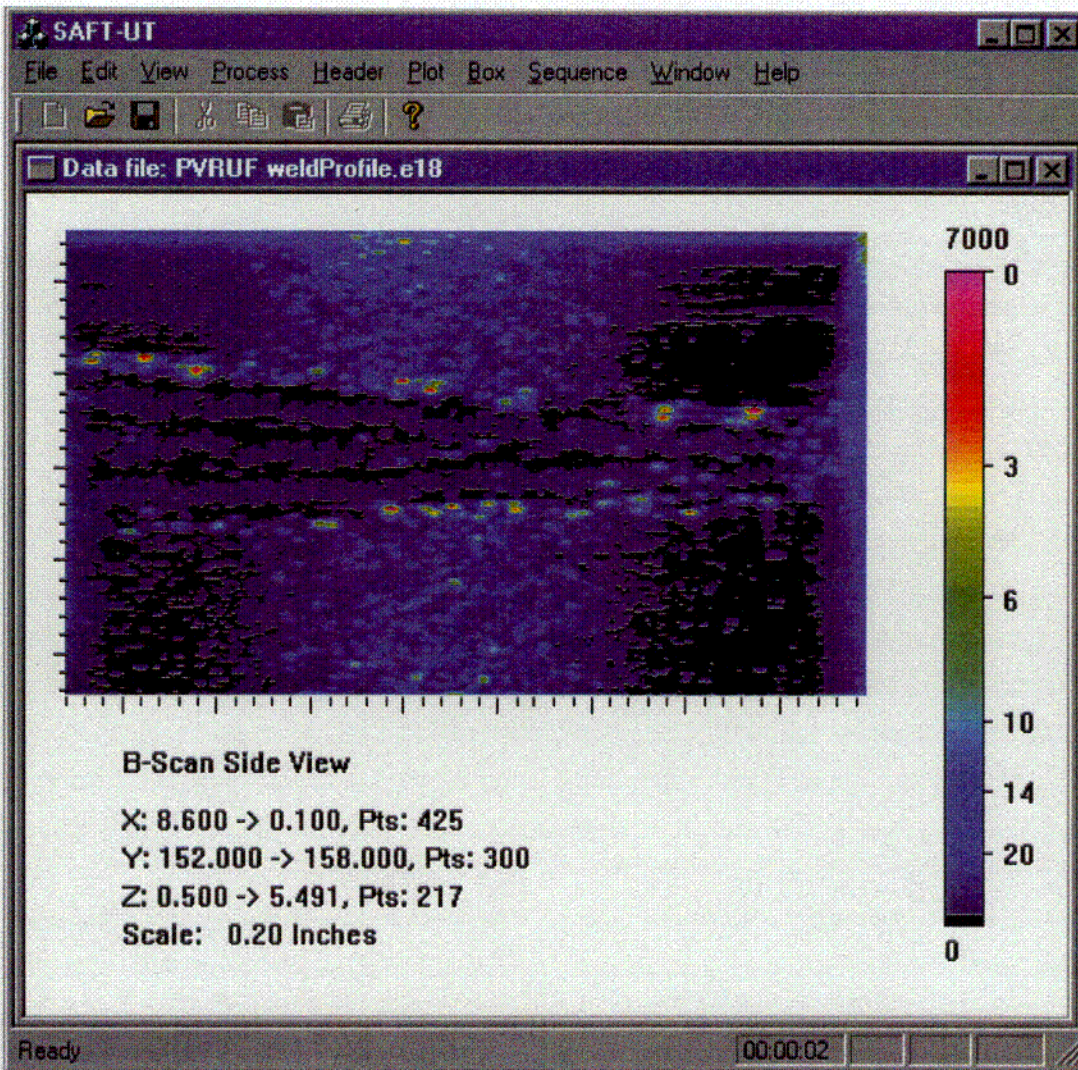 SAFT-UT
File Edit View Process Header Plot Box Sequence Window Help
Data file: PVRUF weldProfile.e18
7000
0
3
6
10
14
20
0
B-Scan Side View
X: 8.600 -> 0.100, Pts: 425
Y: 152.000 -> 158.000, Pts: 300
Z: 0.500 -> 5.491, Pts: 217
Scale: 0.20 Inches
Ready 00:00:02